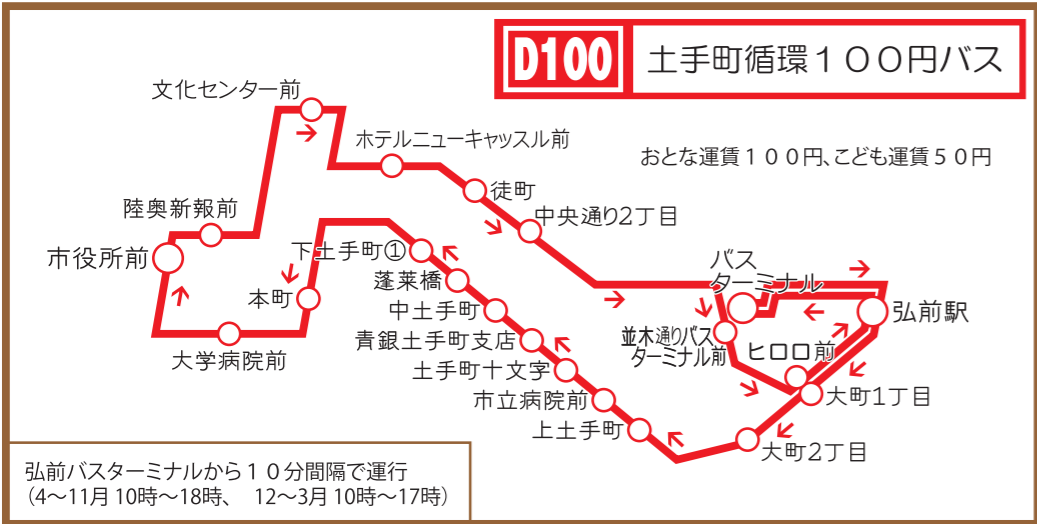 D100
土手町循環１００円バス
おとな運賃１００円、こども運賃５０円
文化センター前
ホテルニューキャッスル前
徒町
中央通り2丁目
陸奥新報前
市役所前
下土手町①
蓬莱橋
本町
中土手町
大学病院前
青銀土手町支店
土手町十文字
市立病院前
上土手町
バス
ターミナル
弘前駅
並木通りバス
ターミナル前
ヒロロ前
大町1丁目
大町2丁目
弘前バスターミナルから１０分間隔で運行
（4～11月 10時～18時、　12～3月 10時～17時）